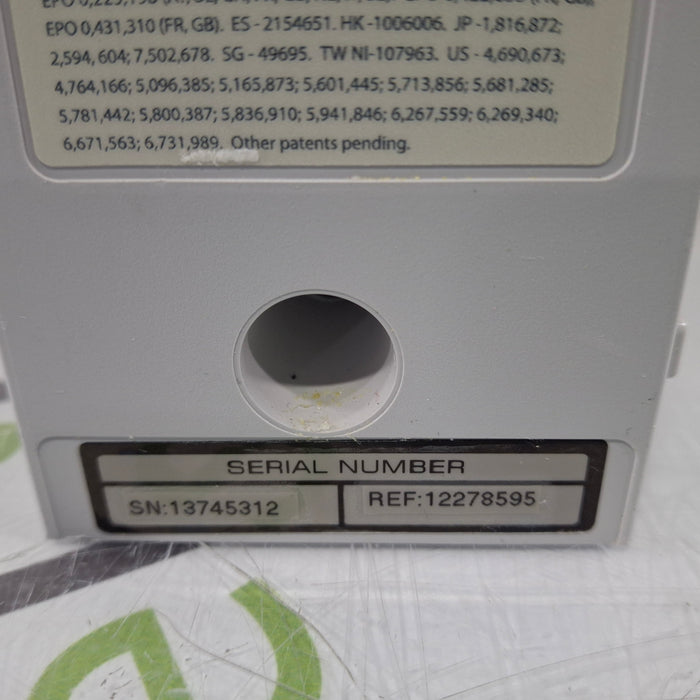 EPO 0,431,310 (FR, GB). ES - 2154651. HK -1006006. JP -1,816,872;
2,594, 604; 7,502,678. SG - 49695. TW NI-107963. US - 4,690,673;
4,764,166; 5,096,385; 5,165,873; 5,601,445; 5,713,856; 5,681,285;
5,781,442; 5,800,387; 5,836,910; 5,941,846; 6,267,559; 6,269,340;
6,671,563; 6,731,989. Other patents pending.
SERIAL NUMBER
SN:13745312
REF:12278595